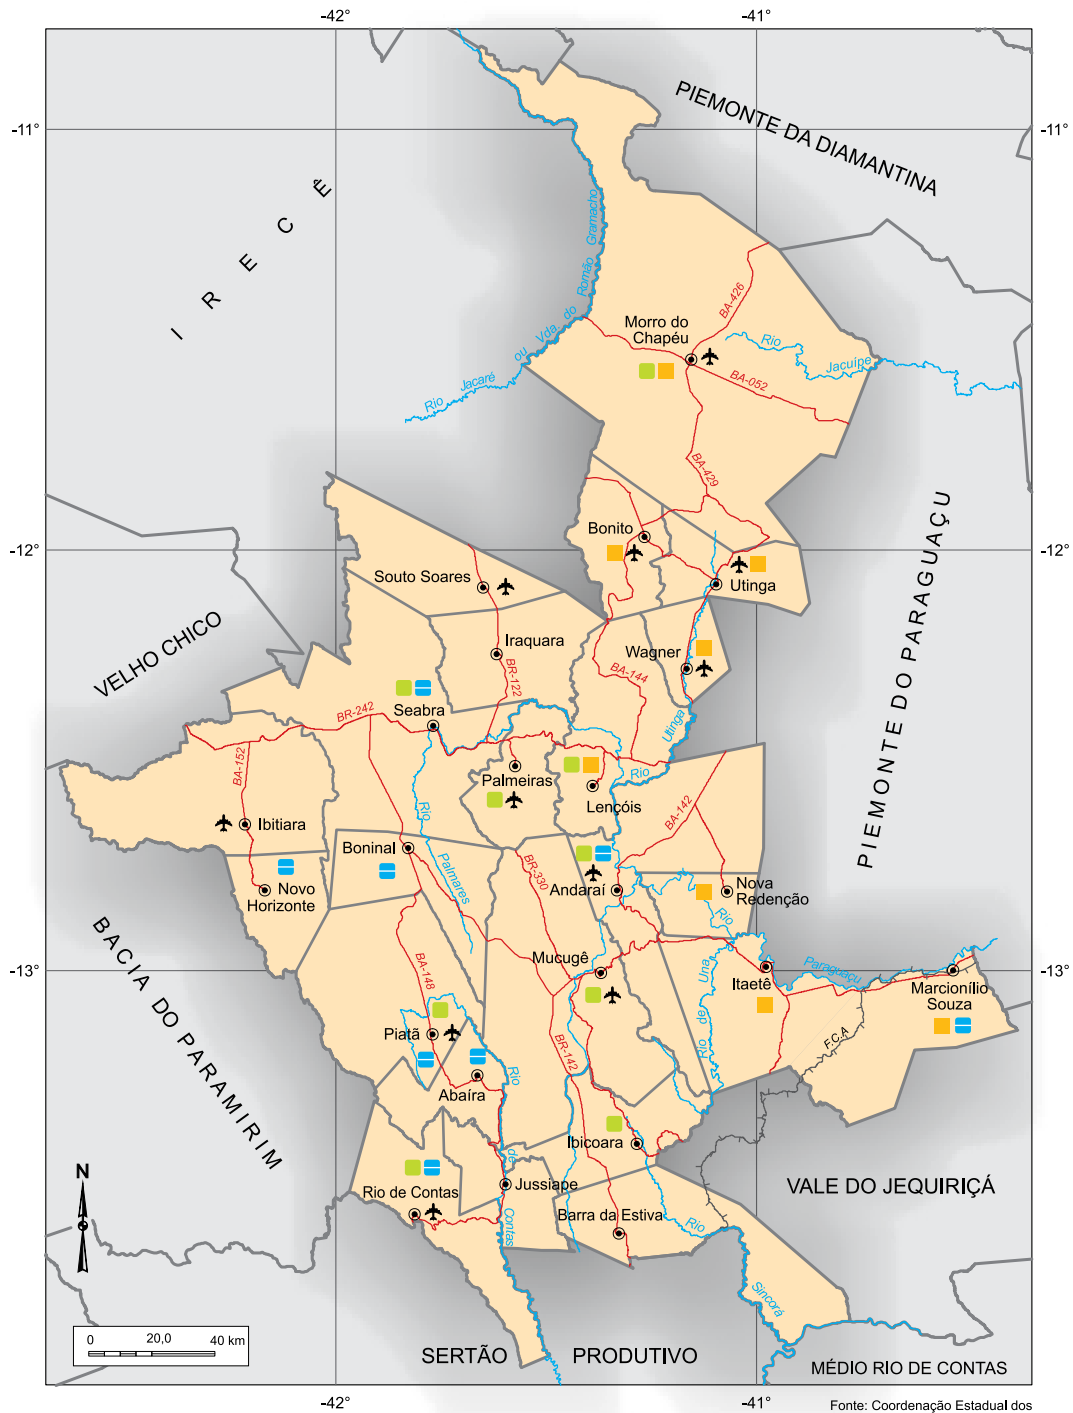 -42°
-41°
-11°
-11°
PIEMONTE DA DIAMANTINA
IRECÊ
Rio Jacaré ou Vda. do Romão Gramacho
BA-426
Morro do
Chapéu
Rio Jacuípe
BA-052
BA-429
-12°
-12°
Bonito
Utinga
Souto Soares
Iraquara
BR-122
Wagner
BA-144
Utinga
Rio
VELHO CHICO
PIEMONTE DO PARAGUAÇU
Seabra
BR-242
BA-152
Palmeiras
Lençóis
BA-142
Ibitiara
Rio Palmares
Boninal
BR-330
Andaraí
Nova
Redenção
Rio
Novo
Horizonte
BACIA DO PARAMIRIM
-13°
-13°
Mucugê
Itaetê
Paraguaçu
Marcionílio
Souza
Rio de Una
F.C.A
BA-148
Piatã
BR-142
Abaíra
Rio de Contas
Ibicoara
Rio de Contas
Jussiape
Barra da Estiva
Rio Sincorá
VALE DO JEQUIRIÇÁ
N
0 20,0 40 km
SERTÃO PRODUTIVO
MÉDIO RIO DE CONTAS
-42°
-41°
Fonte: Coordenação Estadual dos